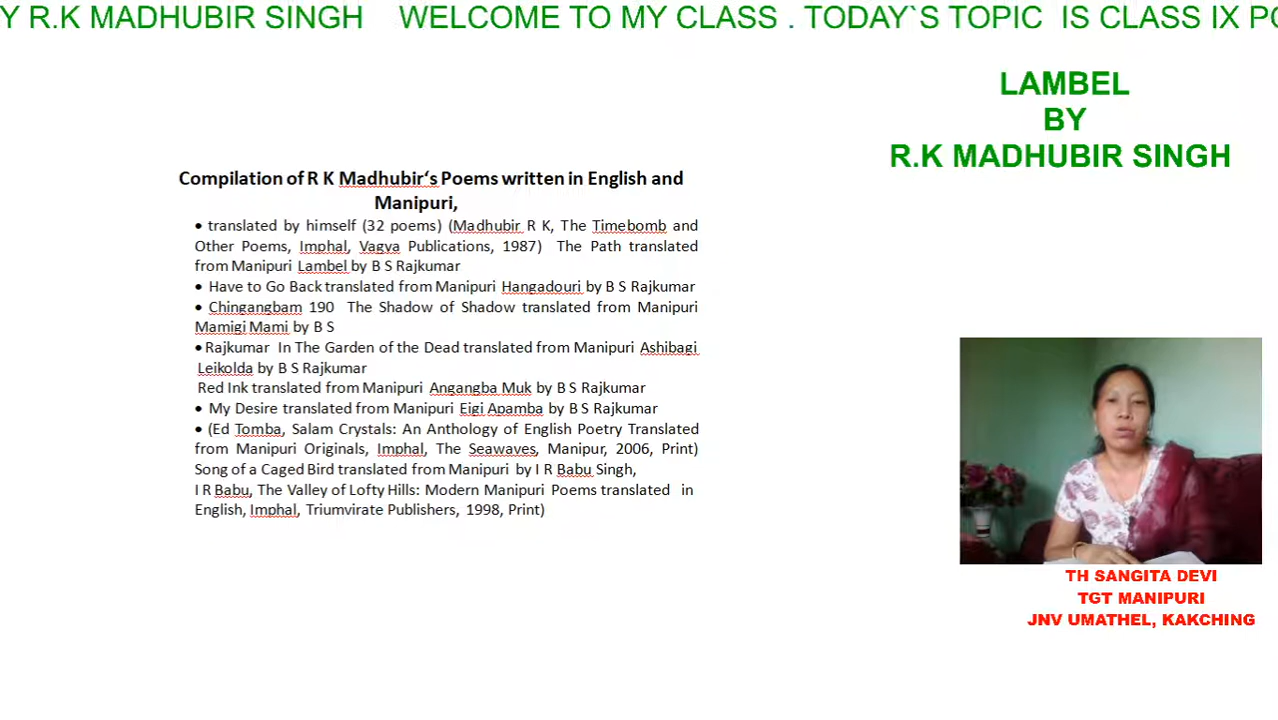 Y R.K MADHUBIR SINGH    WELCOME TO MY CLASS . TODAY`S TOPIC  IS CLASS IX PO
LAMBEL
BY
R.K MADHUBIR SINGH
Compilation of R K Madhubir‘s Poems written in English and
Manipuri,
• translated by himself (32 poems) (Madhubir R K, The Timebomb and
Other Poems, Imphal, Vagva Publications, 1987)  The Path translated
from Manipuri Lambel by B S Rajkumar
• Have to Go Back translated from Manipuri Hangadouri by B S Rajkumar
• Chingangbam 190  The Shadow of Shadow translated from Manipuri
Mamigi Mami by B S
• Rajkumar  In The Garden of the Dead translated from Manipuri Ashibagi
Leikolda by B S Rajkumar
Red Ink translated from Manipuri Angangba Muk by B S Rajkumar
• My Desire translated from Manipuri Eigi Apamba by B S Rajkumar
• (Ed Tomba, Salam Crystals: An Anthology of English Poetry Translated
from Manipuri Originals, Imphal, The Seawaves, Manipur, 2006, Print)
Song of a Caged Bird translated from Manipuri by I R Babu Singh,
I R Babu, The Valley of Lofty Hills: Modern Manipuri Poems translated  in
English, Imphal, Triumvirate Publishers, 1998, Print)
TH SANGITA DEVI
TGT MANIPURI
JNV UMATHEL, KAKCHING